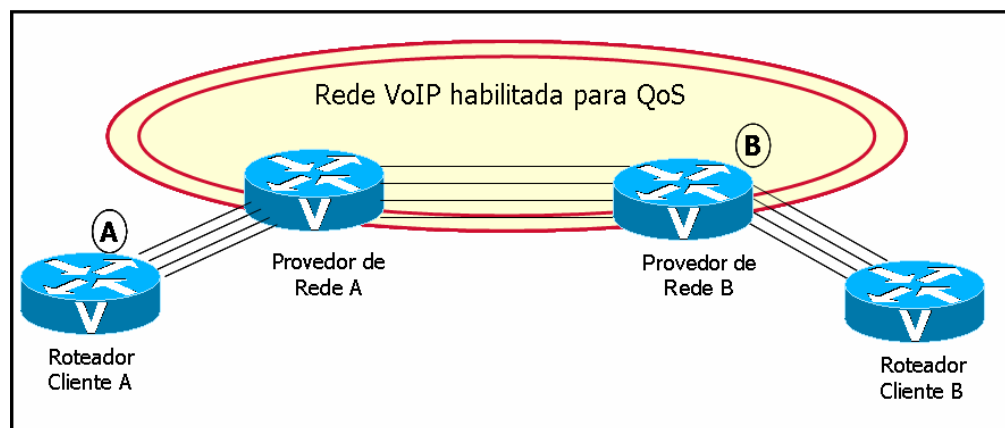 Rede VoIP habilitada para QoS
B
V
V
A
Provedor de
Rede A
Provedor de
Rede B
V
V
Roteador
Cliente A
Roteador
Cliente B